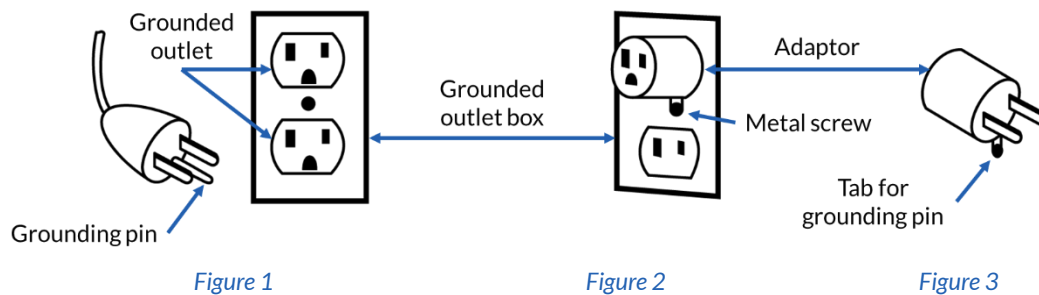 Grounded
outlet
Grounding pin
Grounded
outlet box
Adaptor
Metal screw
Tab for
grounding pin
Figure 1
Figure 2
Figure 3